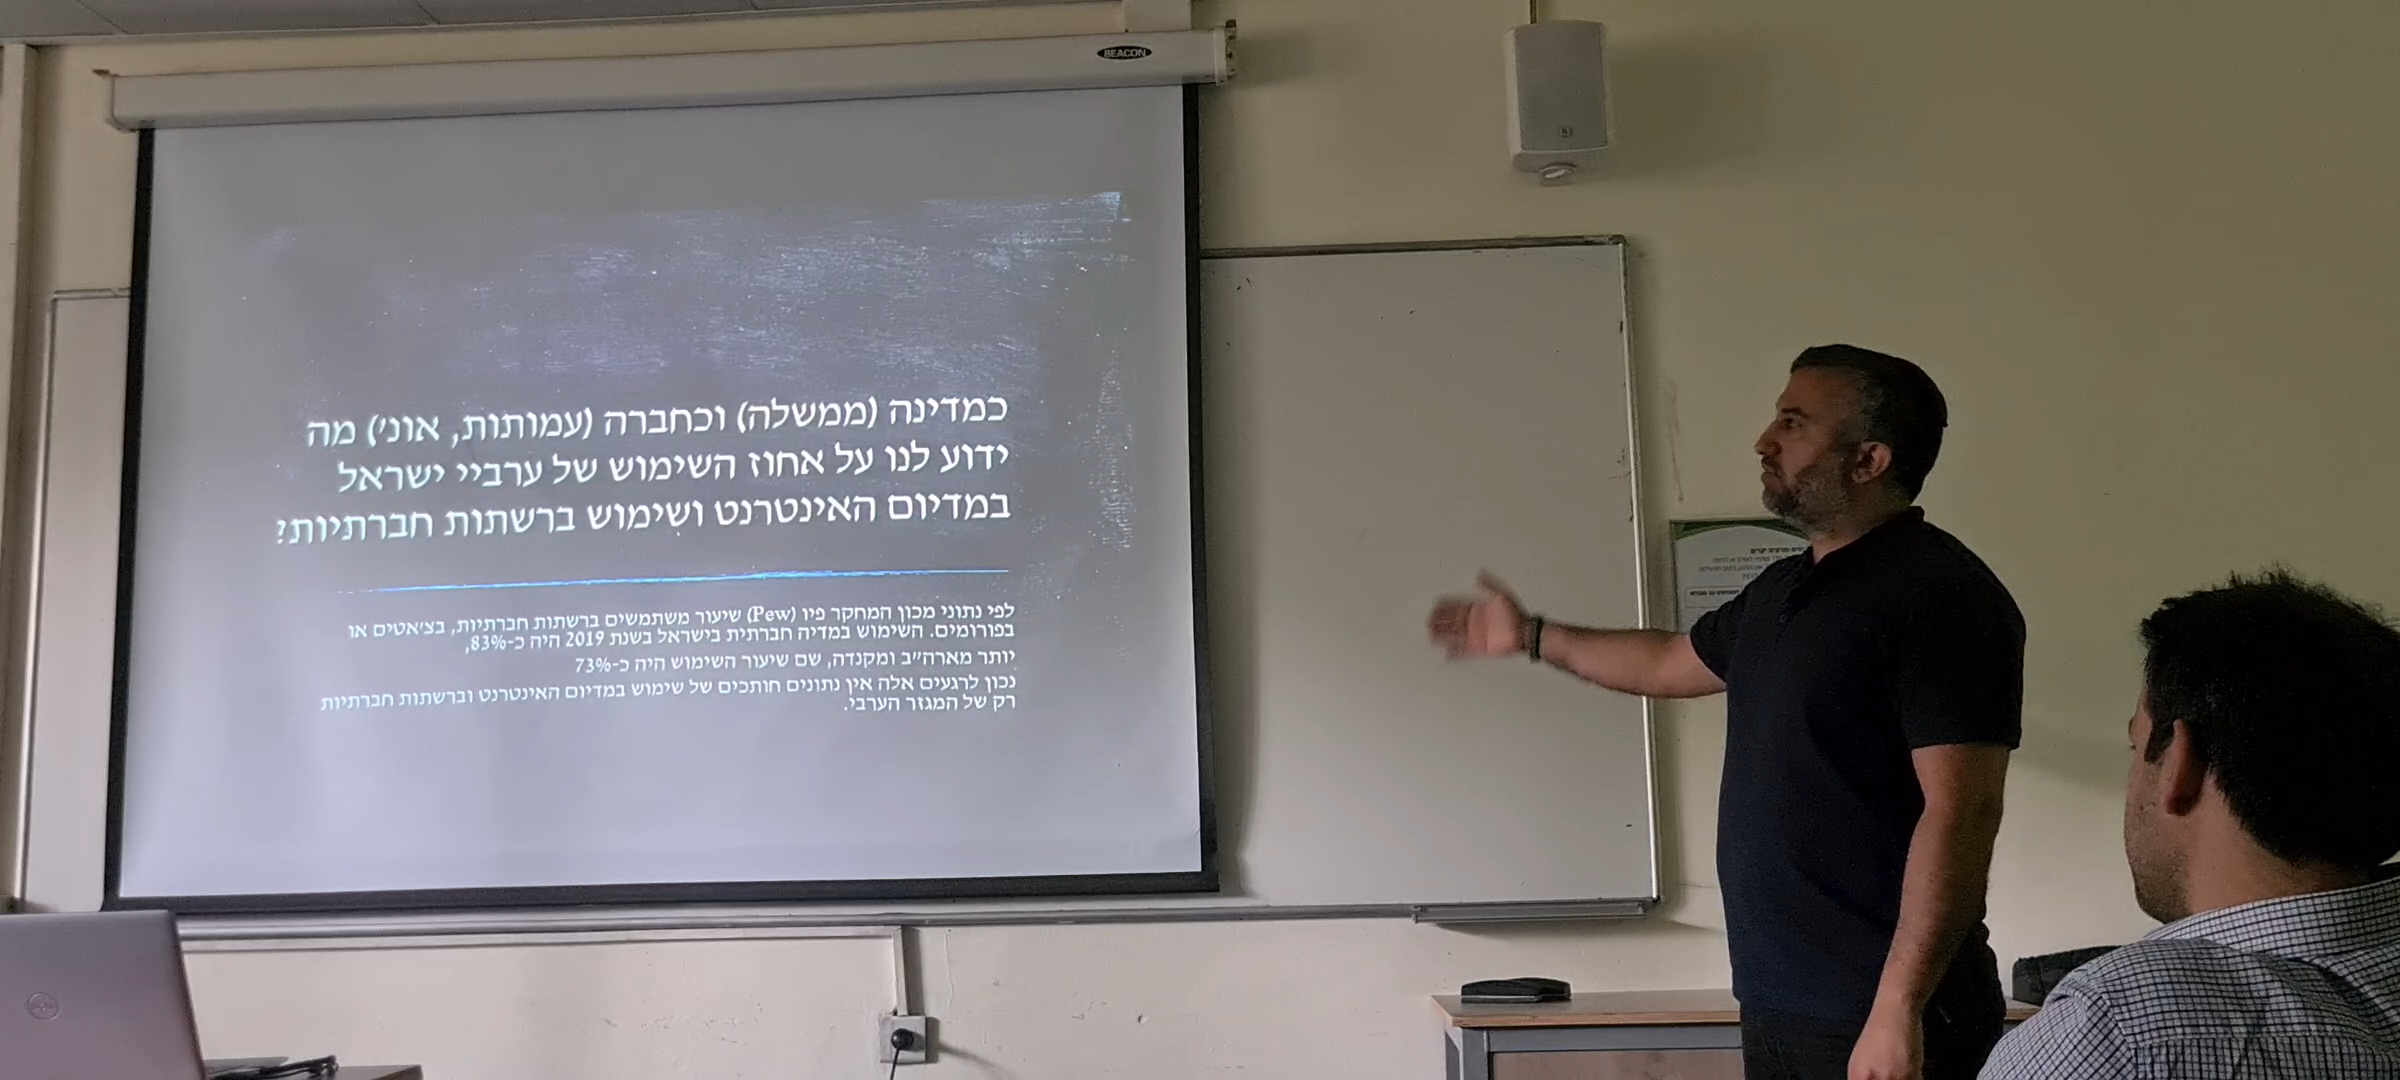 BEACON
כמדינה (ממשלה) וכחברה (עמותות, אונ') מה
ידוע לנו על אחוז השימוש של ערביי ישראל
במדיום האינטרנט ושימוש ברשתות חברתיות?
לפי נתוני מכון המחקר פיו (Pew) שיעור משתמשים ברשתות חברתיות, בצ'אטים או
בפורומים. השימוש במדיה חברתית בישראל בשנת 2019 היה כ-83%,
יותר מארה״ב ומקנדה, שם שיעור השימוש היה כ-73%
נכון לרגעים אלה אין נתונים חותכים של שימוש במדיום האינטרנט וברשתות חברתיות
רק של המגזר הערבי.